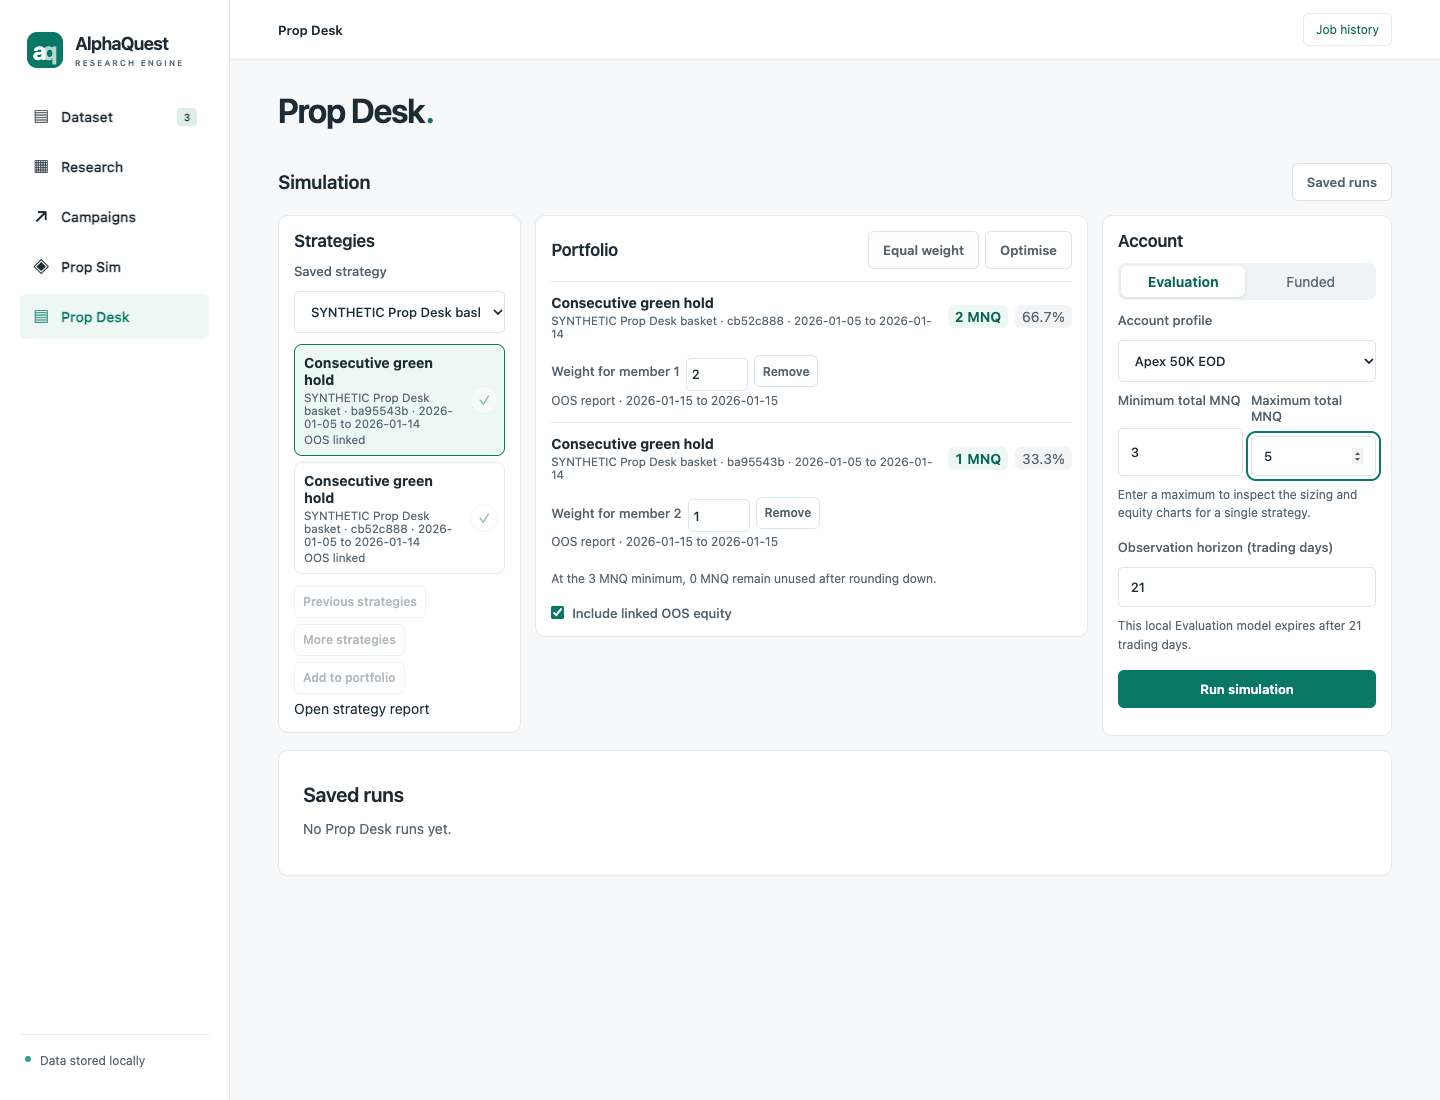 aq
AlphaQuest
RESEARCH ENGINE
Dataset
3
Research
Campaigns
Prop Sim
Prop Desk
Data stored locally
Prop Desk
Job history
Prop Desk.
Simulation
Saved runs
Strategies
Saved strategy
SYNTHETIC Prop Desk basl
Consecutive green
hold
SYNTHETIC Prop Desk
basket · ba95543b · 2026-
01-05 to 2026-01-14
OOS linked
Consecutive green
hold
SYNTHETIC Prop Desk
basket · cb52c888 · 2026-
01-05 to 2026-01-14
OOS linked
Previous strategies
More strategies
Add to portfolio
Open strategy report
Portfolio
Equal weight
Optimise
Consecutive green hold
SYNTHETIC Prop Desk basket · cb52c888 · 2026-01-05 to 2026-01-
14
2 MNQ
66.7%
Weight for member 1
2
Remove
OOS report · 2026-01-15 to 2026-01-15
Consecutive green hold
SYNTHETIC Prop Desk basket · ba95543b · 2026-01-05 to 2026-01-
14
1 MNQ
33.3%
Weight for member 2
1
Remove
OOS report · 2026-01-15 to 2026-01-15
At the 3 MNQ minimum, 0 MNQ remain unused after rounding down.
Include linked OOS equity
Account
Evaluation
Funded
Account profile
Apex 50K EOD
Minimum total MNQ
3
Maximum total
MNQ
5
Enter a maximum to inspect the sizing and
equity charts for a single strategy.
Observation horizon (trading days)
21
This local Evaluation model expires after 21
trading days.
Run simulation
Saved runs
No Prop Desk runs yet.